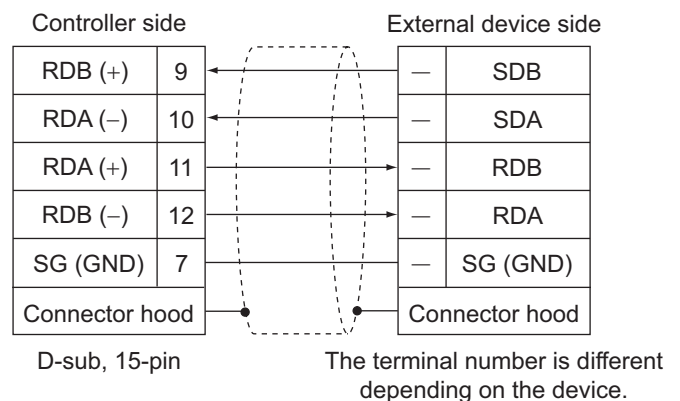 Controller side External device side
RDB (+) 9 — SDB
RDA (−) 10 — SDA
RDA (+) 11 — RDB
RDB (−) 12 — RDA
SG (GND) 7 — SG (GND)
Connector hood Connector hood
D-sub, 15-pin The terminal number is different
depending on the device.